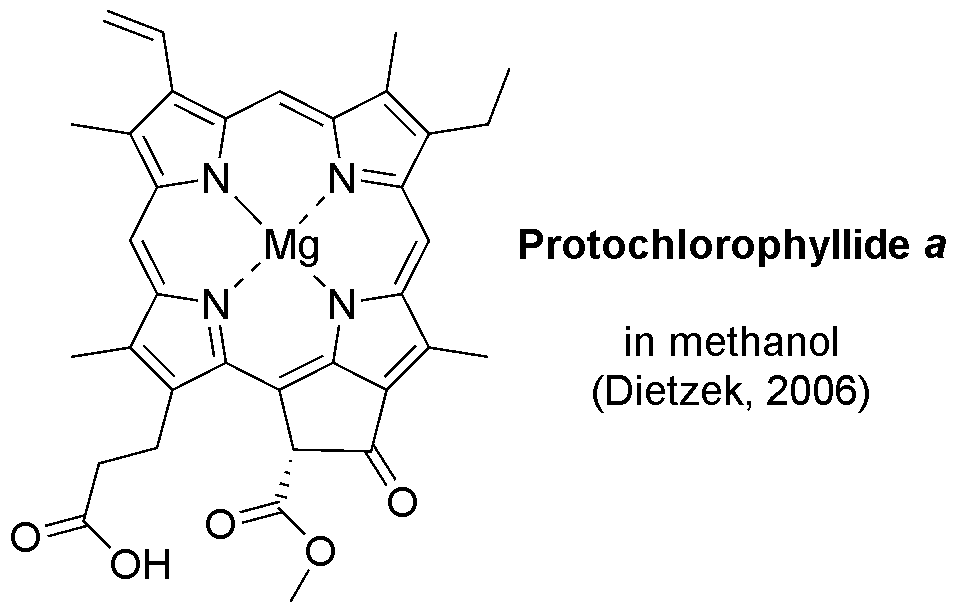 N
N
Mg
Protochlorophyllide a
N
N
in methanol
(Dietzek, 2006)
O
O
O
OH
O